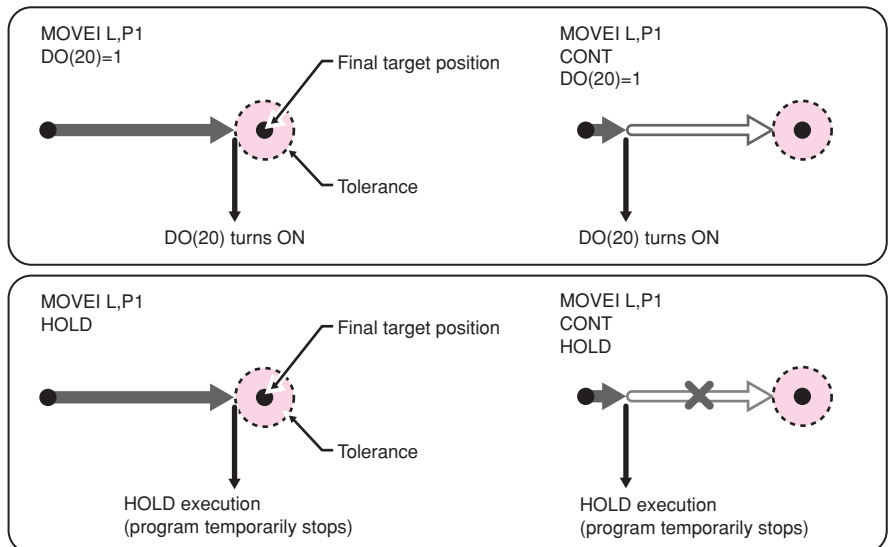 MOVEI L,P1
DO(20)=1
Final target position
Tolerance
DO(20) turns ON
MOVEI L,P1
CONT
DO(20)=1
DO(20) turns ON
MOVEI L,P1
HOLD
Final target position
Tolerance
HOLD execution
(program temporarily stops)
MOVEI L,P1
CONT
HOLD
HOLD execution
(program temporarily stops)